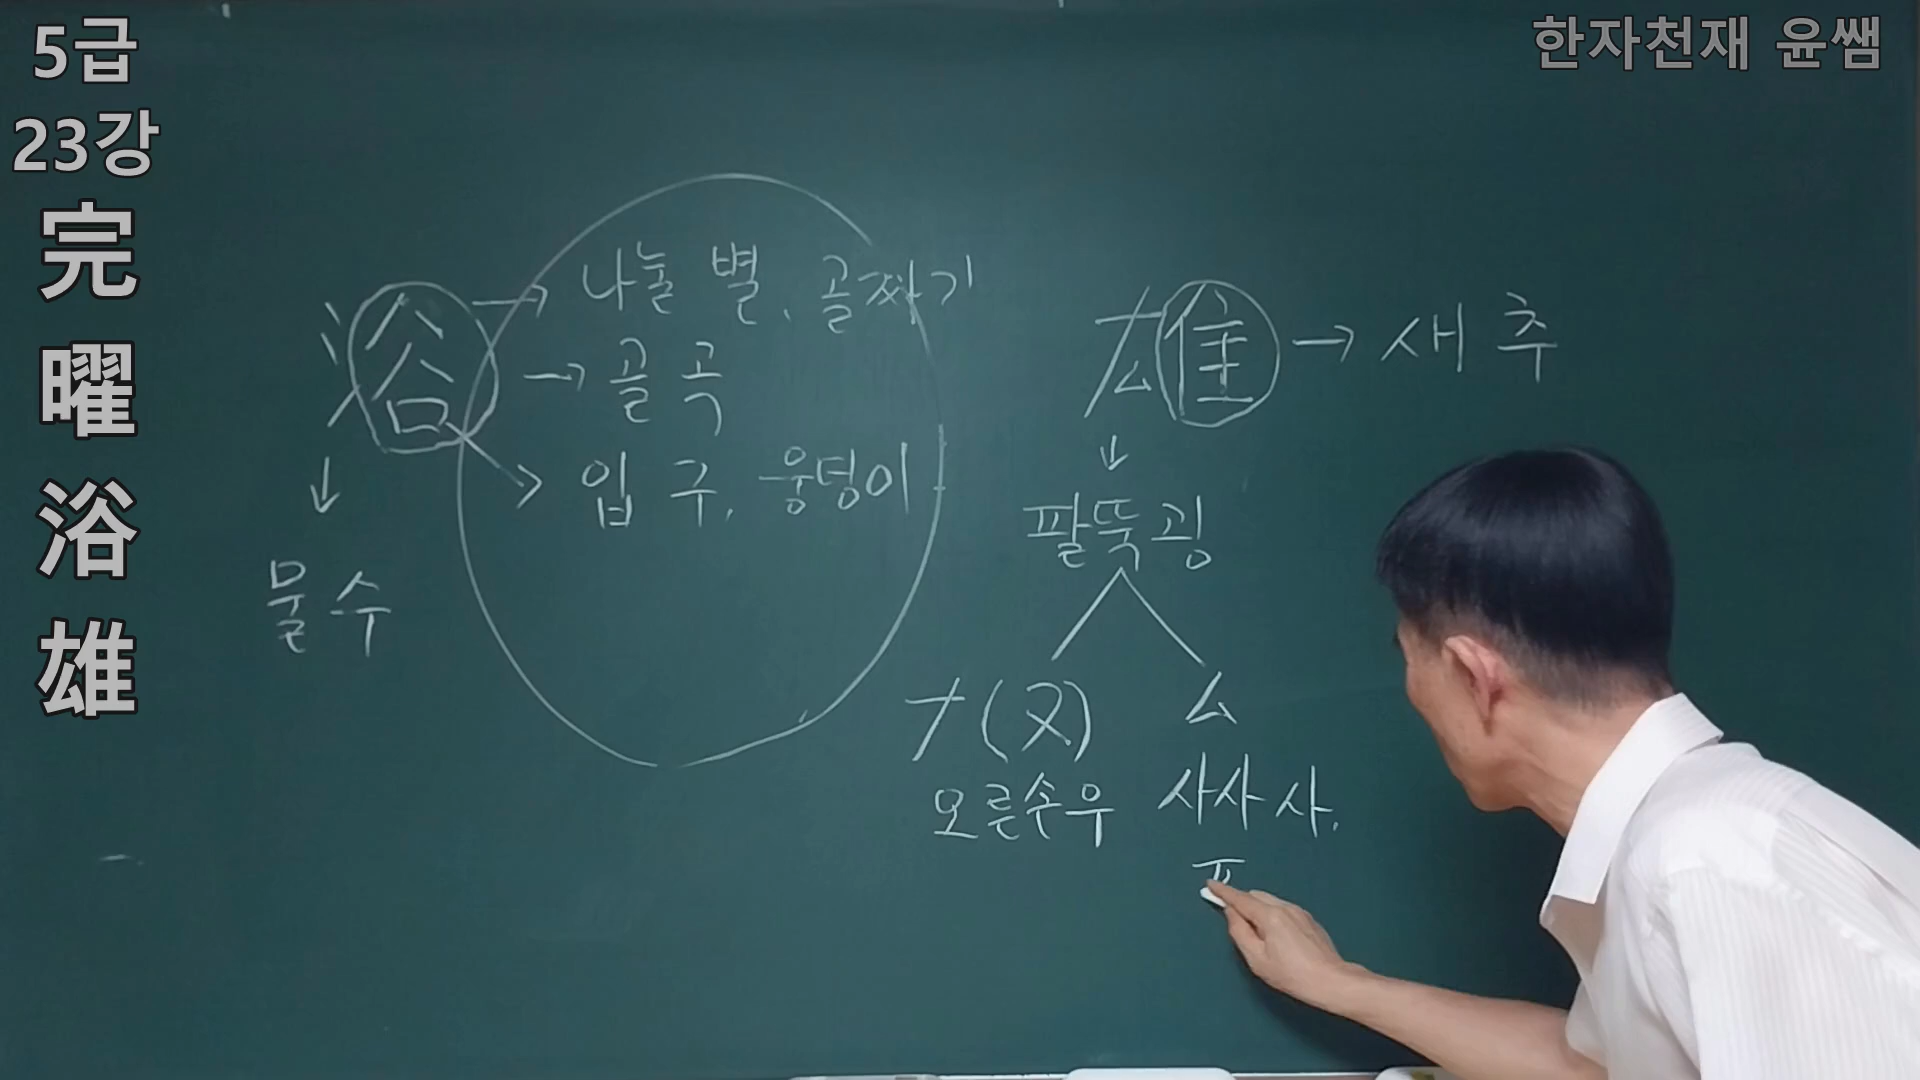 5급
23강
完
曜
浴
雄
한자천재 윤쌤
浴 → 나눌 별, 골짜기
→ 골 곡
→ 입 구, 웅덩이
↓
물 수
雄 → 새 추
↓
팔뚝 굉
ナ(又) ム
오른손 우 사사 사,